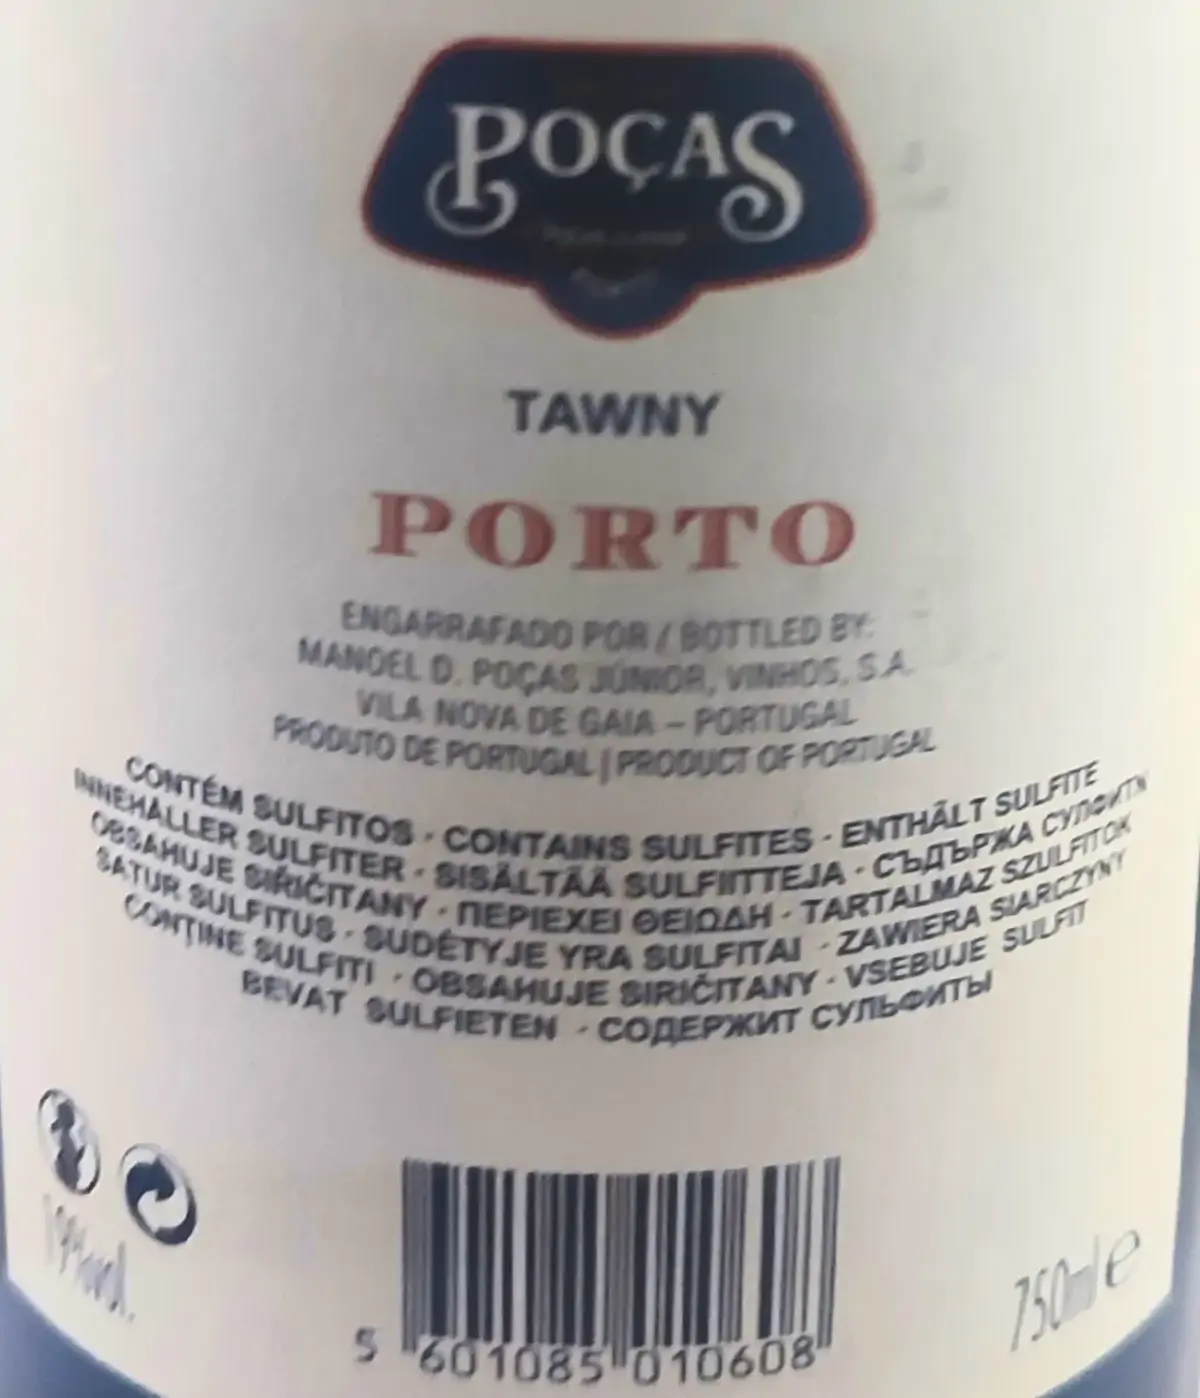 POÇAS
TAWNY
PORTO
ENGARRAFADO POR / BOTTLED BY:
MANOEL D. POÇAS JÚNIOR, VINHOS, S.A.
VILA NOVA DE GAIA – PORTUGAL
PRODUTO DE PORTUGAL | PRODUCT OF PORTUGAL
CONTÉM SULFITOS · CONTAINS SULFITES · ENTHÄLT SULFITE
INNEHÅLLER SULFITER · SISÄLTÄÄ SULFIITTEJA · СЪДЪРЖА СУЛФИТИ
OBSAHUJE SIŘIČITANY · ΠΕΡΙΕΧΕΙ ΘΕΙΩΔΗ · TARTALMAZ SZULFITOK
SATUR SULFITUS · SUDĖTYJE YRA SULFITAI · ZAWIERA SIARCZYNY
CONȚINE SULFITI · OBSAHUJE SIRIČITANY · VSEBUJE SULFIT
BEVAT SULFIETEN · СОДЕРЖИТ СУЛЬФИТЫ
19%vol.
750ml e
5 601085 010608